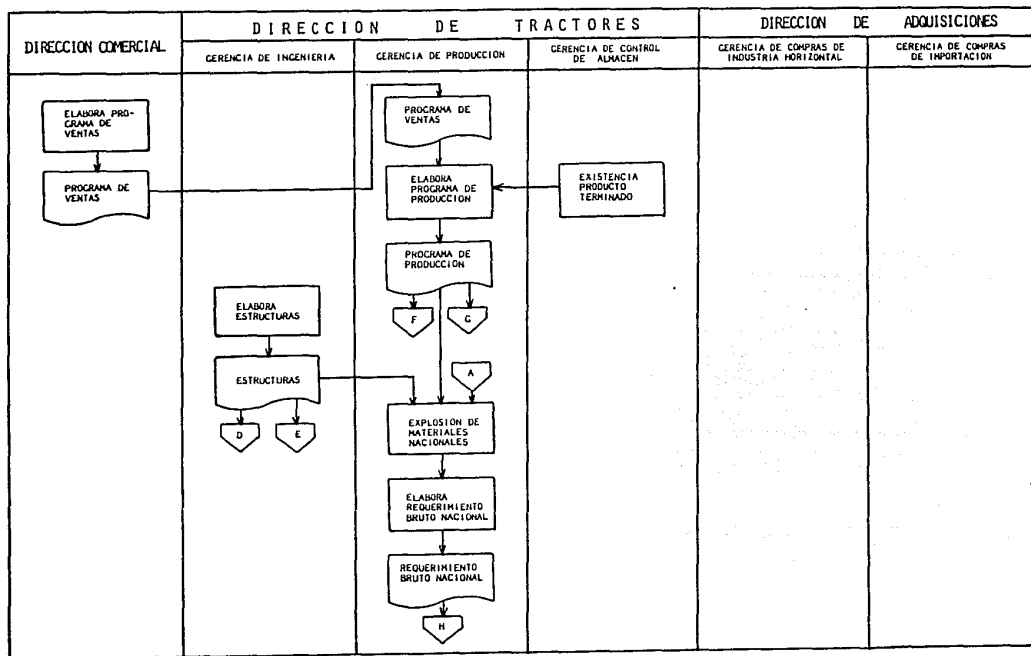 DIRECCION COMERCIAL
DIRECCION DE TRACTORES
DIRECCION DE ADQUISICIONES
GERENCIA DE INGENIERIA
GERENCIA DE PRODUCCION
GERENCIA DE CONTROL
DE ALMACEN
GERENCIA DE COMPRAS DE
INDUSTRIA HORIZONTAL
GERENCIA DE COMPRAS
DE IMPORTACION
ELABORA PRO-
GRAMA DE
VENTAS
PROGRAMA DE
VENTAS
PROGRAMA DE
VENTAS
ELABORA
PROGRAMA DE
PRODUCCION
EXISTENCIA
PRODUCTO
TERMINADO
PROGRAMA DE
PRODUCCION
F
G
ELABORA
ESTRUCTURAS
ESTRUCTURAS
D
E
A
EXPLOSION DE
MATERIALES
NACIONALES
ELABORA
REQUERIMIENTO
BRUTO NACIONAL
REQUERIMIENTO
BRUTO NACIONAL
H